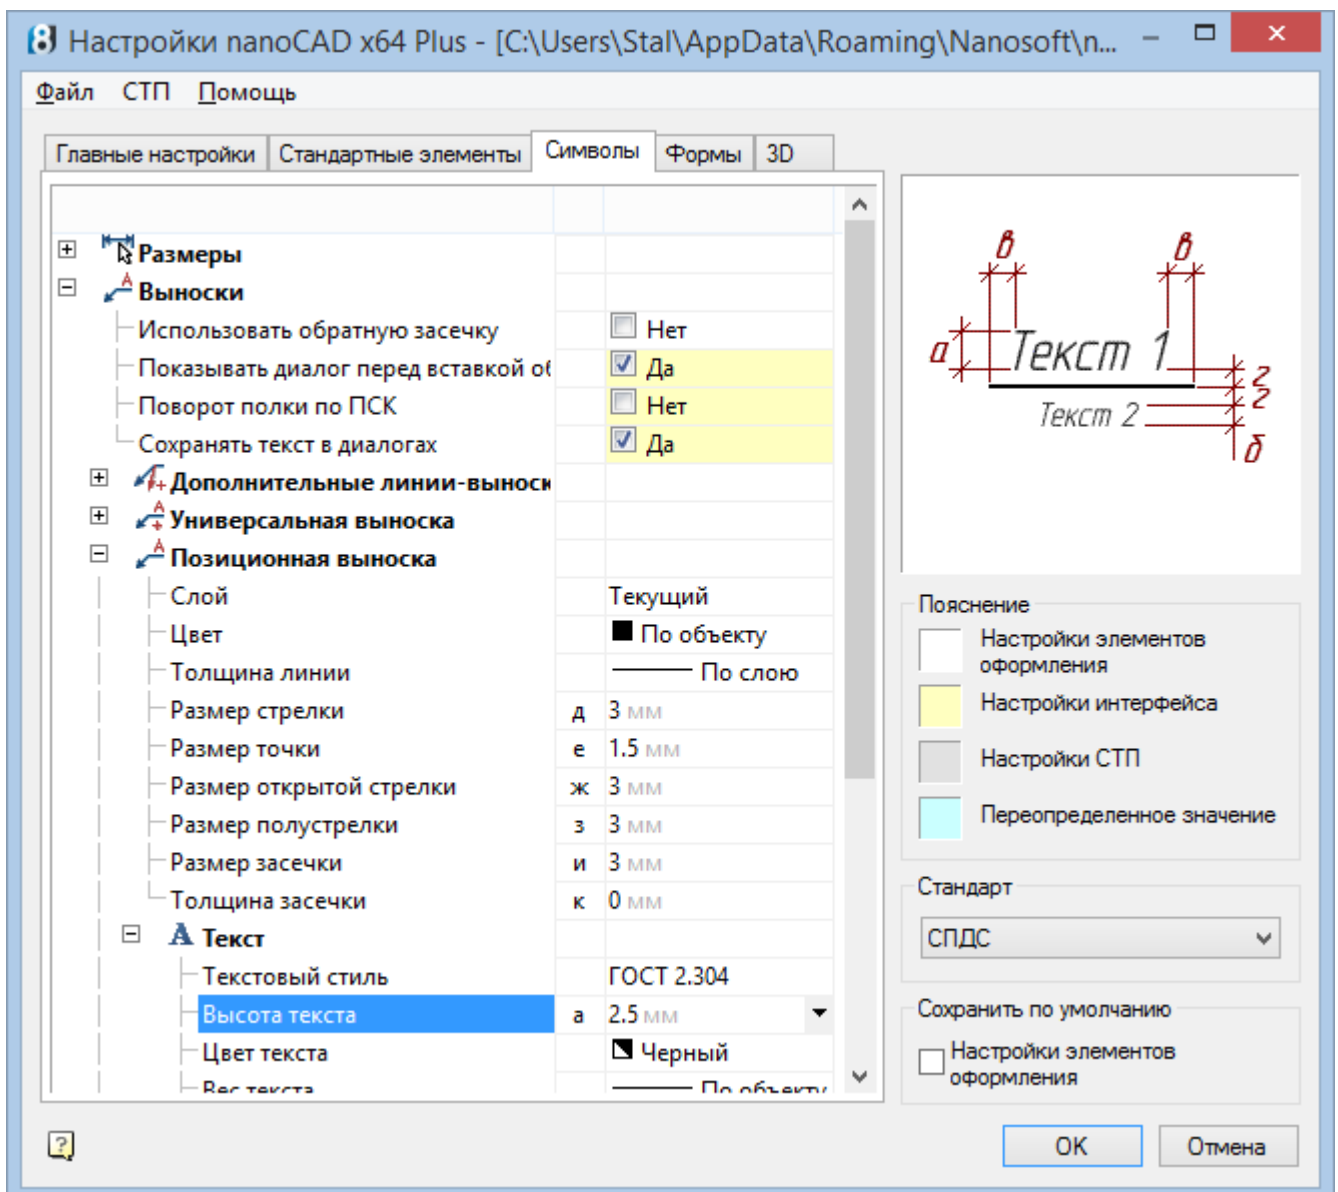 Настройки nanoCAD x64 Plus - [C:\Users\Stal\AppData\Roaming\Nanosoft\n...
Файл СТП Помощь
Главные настройки Стандартные элементы Символы Формы 3D
Размеры
Выноски
Использовать обратную засечку Нет
Показывать диалог перед вставкой об Да
Поворот полки по ПСК Нет
Сохранять текст в диалогах Да
Дополнительные линии-выноск
Универсальная выноска
Позиционная выноска
Слой Текущий
Цвет По объекту
Толщина линии По слою
Размер стрелки д 3 мм
Размер точки е 1.5 мм
Размер открытой стрелки ж 3 мм
Размер полустрелки з 3 мм
Размер засечки и 3 мм
Толщина засечки к 0 мм
Текст
Текстовый стиль ГОСТ 2.304
Высота текста а 2.5 мм
Цвет текста Черный
Вес текста По объекту
в в
а Текст 1 г
Текст 2 г
б
Пояснение
Настройки элементов
оформления
Настройки интерфейса
Настройки СТП
Переопределенное значение
Стандарт
СПДС
Сохранить по умолчанию
Настройки элементов
оформления
? OK Отмена